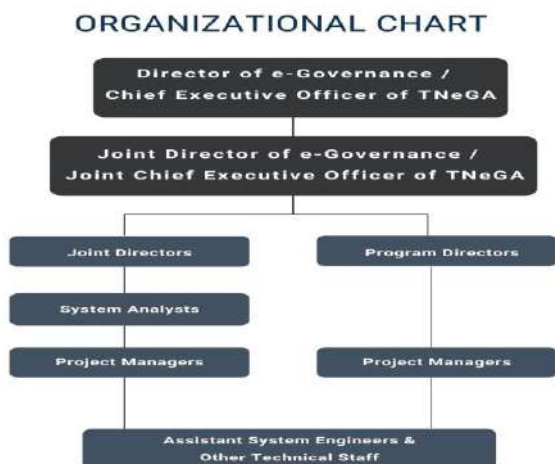 ORGANIZATIONAL CHART
Director of e-Governance /
Chief Executive Officer of TNeGA
Joint Director of e-Governance /
Joint Chief Executive Officer of TNeGA
Joint Directors
Program Directors
System Analysts
Project Managers
Project Managers
Assistant System Engineers &
Other Technical Staff